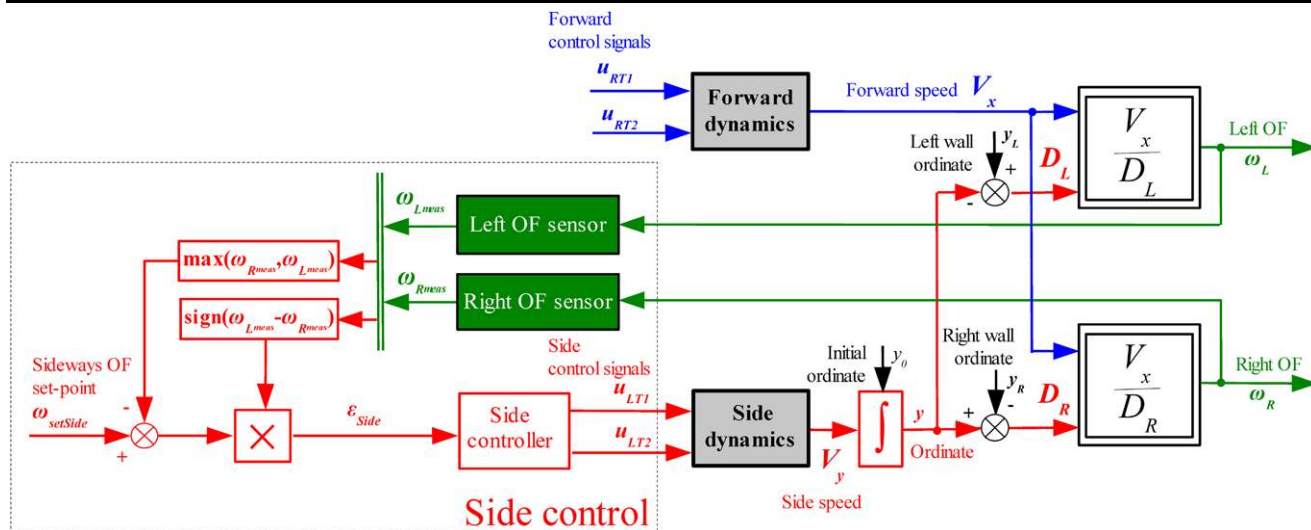 Forward
control signals
u_RT1
u_RT2
Forward
dynamics
Forward speed V_x
V_x
D_L
Left OF
ω_L
Left wall
ordinate
y_L
+
-
D_L
ω_Lmeas
Left OF sensor
max(ω_Rmeas,ω_Lmeas)
ω_Rmeas
Right OF sensor
sign(ω_Lmeas-ω_Rmeas)
Sideways OF
set-point
ω_setSide
-
+
×
ε_Side
Side
controller
Side
control signals
u_LT1
u_LT2
Side control
Side
dynamics
V_y
Side speed
Initial
ordinate
y_0
∫
y
Ordinate
Right wall
ordinate
y_R
-
+
D_R
V_x
D_R
Right OF
ω_R